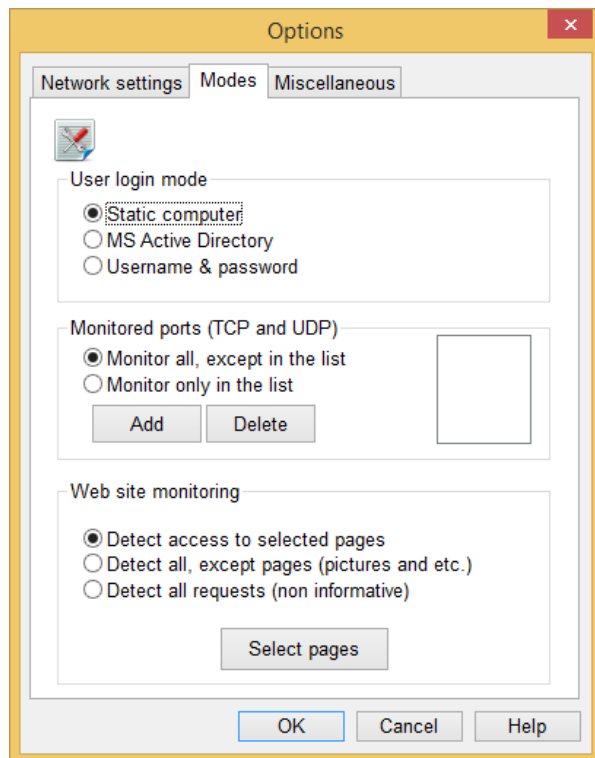 Options
Network settings Modes Miscellaneous
User login mode
Static computer
MS Active Directory
Username & password
Monitored ports (TCP and UDP)
Monitor all, except in the list
Monitor only in the list
Add Delete
Web site monitoring
Detect access to selected pages
Detect all, except pages (pictures and etc.)
Detect all requests (non informative)
Select pages
OK Cancel Help